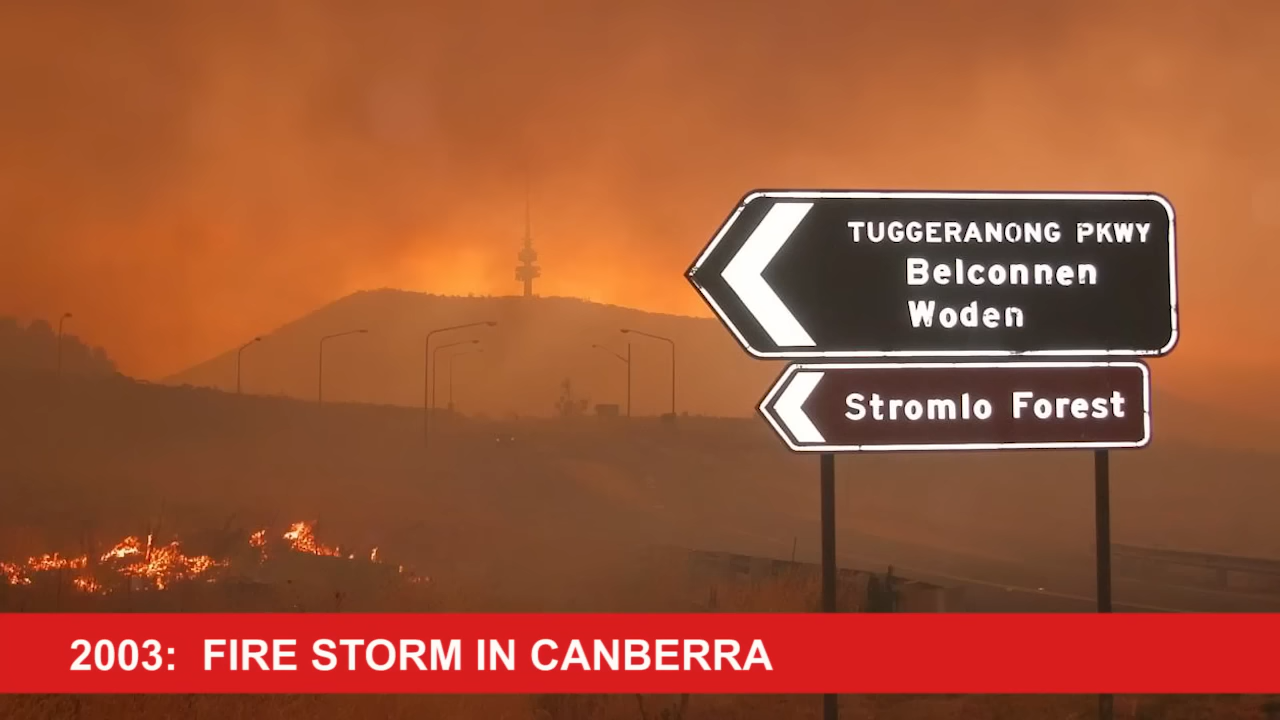 TUGGERANONG PKWY
Belconnen
Woden
Stromlo Forest
2003: FIRE STORM IN CANBERRA